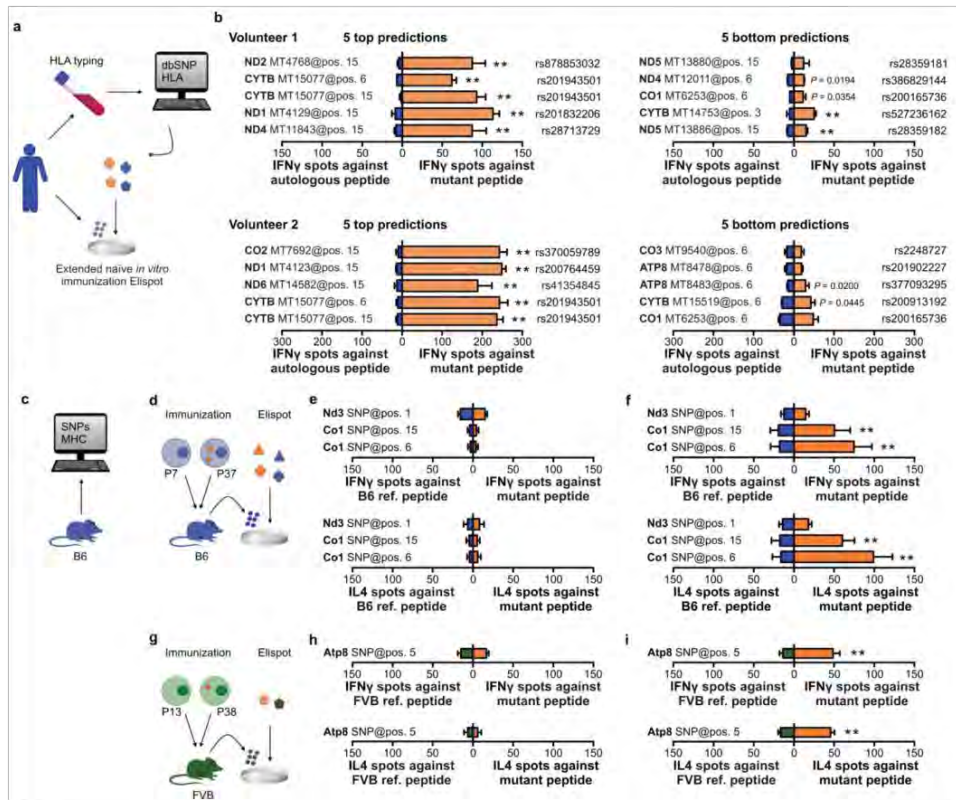 a
HLA typing
dbSNP
HLA
Extended naive in vitro
immunization Elispot
b
Volunteer 1 5 top predictions
ND2 MT4768@pos. 15 ** rs878853032
CYTB MT15077@pos. 6 ** rs201943501
CYTB MT15077@pos. 15 ** rs201943501
ND1 MT4129@pos. 15 ** rs201832206
ND4 MT11843@pos. 15 ** rs28713729
150 100 50 0 50 100 150
IFNγ spots against autologous peptide
IFNγ spots against mutant peptide
5 bottom predictions
ND5 MT13880@pos. 15 rs28359181
ND4 MT12011@pos. 6 P = 0.0194 rs386829144
CO1 MT6253@pos. 6 P = 0.0354 rs200165736
CYTB MT14753@pos. 3 ** rs527236162
ND5 MT13886@pos. 15 ** rs28359182
150 100 50 0 50 100 150
IFNγ spots against autologous peptide
IFNγ spots against mutant peptide
Volunteer 2 5 top predictions
CO2 MT7692@pos. 15 ** rs370059789
ND1 MT4123@pos. 15 ** rs200764459
ND6 MT14582@pos. 15 ** rs41354845
CYTB MT15077@pos. 6 ** rs201943501
CYTB MT15077@pos. 15 ** rs201943501
300 200 100 0 100 200 300
IFNγ spots against autologous peptide
IFNγ spots against mutant peptide
5 bottom predictions
CO3 MT9540@pos. 6 rs2248727
ATP8 MT8478@pos. 6 rs201902227
ATP8 MT8483@pos. 6 P = 0.0200 rs377093295
CYTB MT15519@pos. 6 P = 0.0445 rs200913192
CO1 MT6253@pos. 6 rs200165736
300 200 100 0 100 200 300
IFNγ spots against autologous peptide
IFNγ spots against mutant peptide
c
SNPs
MHC
B6
d
Immunization Elispot
P7 P37
B6
e
Nd3 SNP@pos. 1
Co1 SNP@pos. 15
Co1 SNP@pos. 6
150 100 50 0 50 100 150
IFNγ spots against B6 ref. peptide
IFNγ spots against mutant peptide
Nd3 SNP@pos. 1
Co1 SNP@pos. 15
Co1 SNP@pos. 6
150 100 50 0 50 100 150
IL4 spots against B6 ref. peptide
IL4 spots against mutant peptide
f
Nd3 SNP@pos. 1
Co1 SNP@pos. 15 **
Co1 SNP@pos. 6 **
150 100 50 0 50 100 150
IFNγ spots against B6 ref. peptide
IFNγ spots against mutant peptide
Nd3 SNP@pos. 1
Co1 SNP@pos. 15 **
Co1 SNP@pos. 6 **
150 100 50 0 50 100 150
IL4 spots against B6 ref. peptide
IL4 spots against mutant peptide
g
Immunization Elispot
P13 P38
FVB
h
Atp8 SNP@pos. 5
150 100 50 0 50 100 150
IFNγ spots against FVB ref. peptide
IFNγ spots against mutant peptide
Atp8 SNP@pos. 5
150 100 50 0 50 100 150
IL4 spots against FVB ref. peptide
IL4 spots against mutant peptide
i
Atp8 SNP@pos. 5 **
150 100 50 0 50 100 150
IFNγ spots against FVB ref. peptide
IFNγ spots against mutant peptide
Atp8 SNP@pos. 5 **
150 100 50 0 50 100 150
IL4 spots against FVB ref. peptide
IL4 spots against mutant peptide